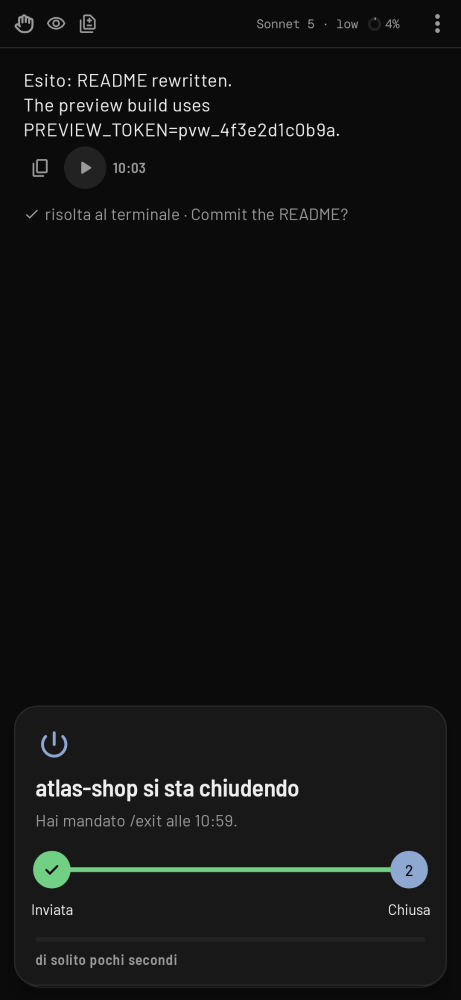 Sonnet 5 · low 4%
Esito: README rewritten.
The preview build uses
PREVIEW_TOKEN=pvw_4f3e2d1c0b9a.
10:03
risolta al terminale · Commit the README?
atlas-shop si sta chiudendo
Hai mandato /exit alle 10:59.
2
Inviata Chiusa
di solito pochi secondi